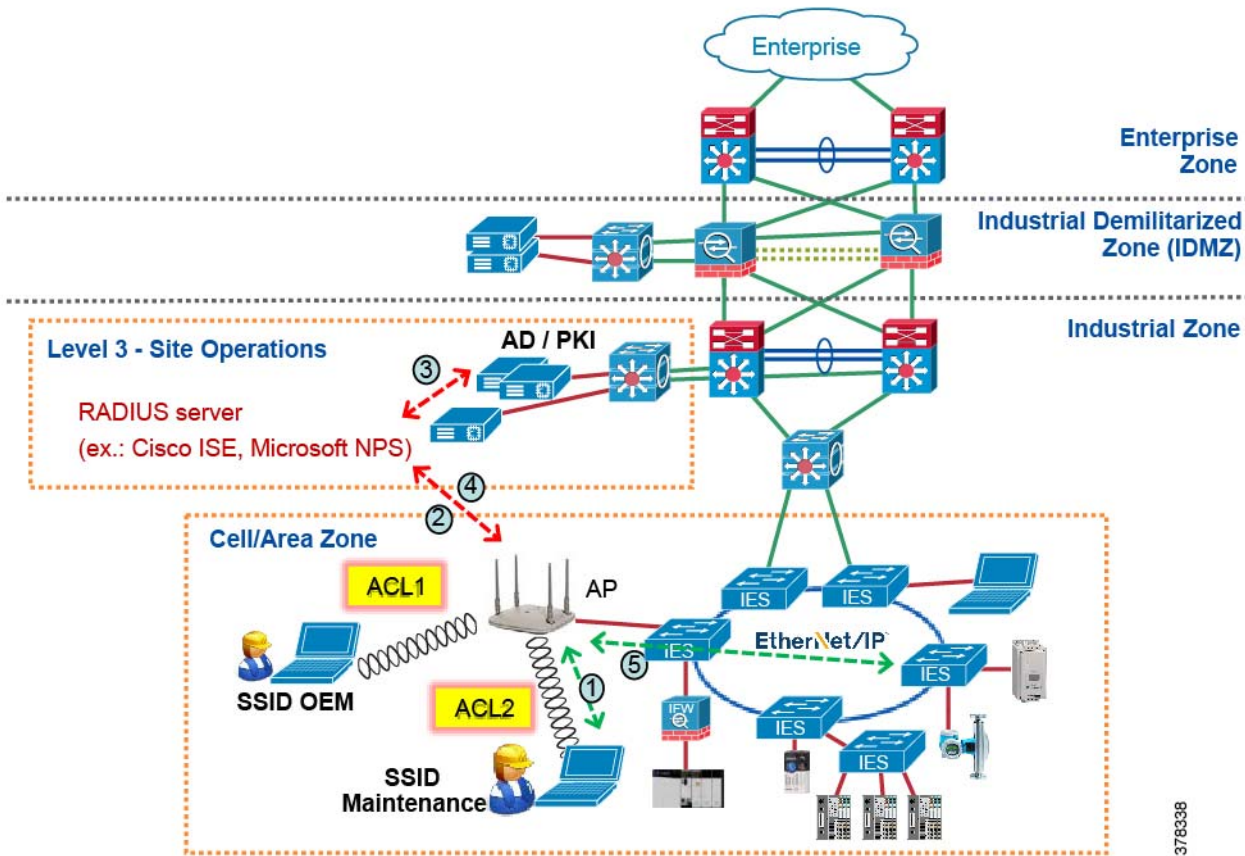 Enterprise
Enterprise
Zone
Industrial Demilitarized
Zone (IDMZ)
Industrial Zone
Level 3 - Site Operations
AD / PKI
3
RADIUS server
(ex.: Cisco ISE, Microsoft NPS)
4
2
Cell/Area Zone
ACL1
AP
IES
IES
EtherNet/IP
IES
IES
5
SSID OEM
1
ACL2
IFW
IES
IES
SSID
Maintenance
378338